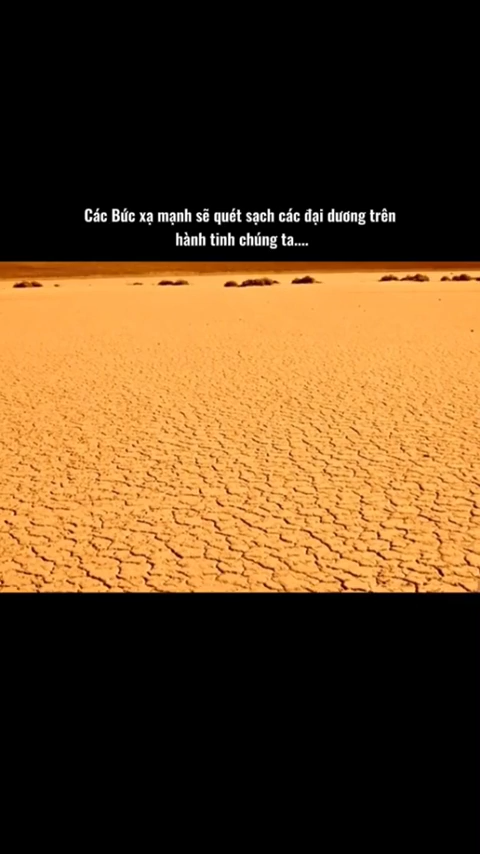 Các Bức xạ mạnh sẽ quét sạch các đại dương trên
hành tinh chúng ta....